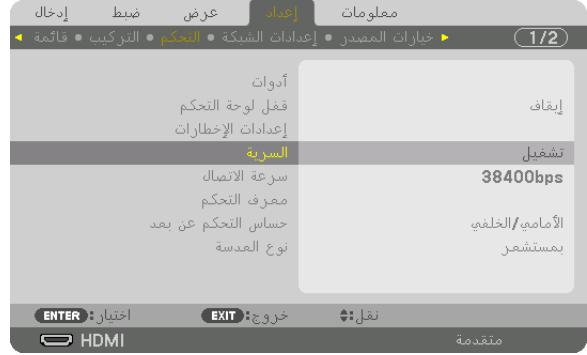 معلومات إعداد عرض ضبط إدخال
1/2 خيارات المصدر إعدادات الشبكة التحكم التركيب قائمة
أدوات
قفل لوحة التحكم إيقاف
إعدادات الإخطارات
السرية تشغيل
سرعة الاتصال 38400bps
معرف التحكم
حساس التحكم عن بعد الأمامي/الخلفي
نوع العدسة بمستشعر
نقل: خروج: EXIT اختيار: ENTER
متقدمة HDMI